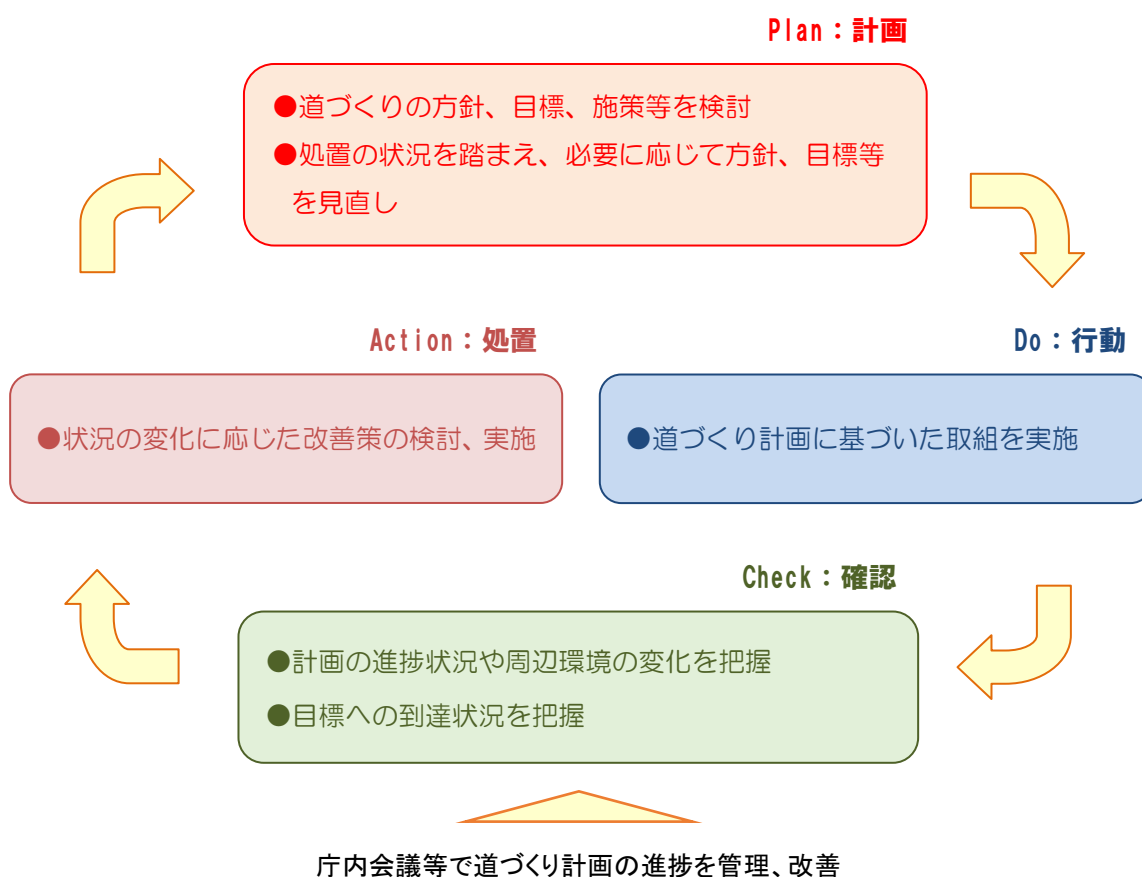 Plan：計画
●道づくりの方針、目標、施策等を検討
●処置の状況を踏まえ、必要に応じて方針、目標等
を見直し
Action：処置
●状況の変化に応じた改善策の検討、実施
Do：行動
●道づくり計画に基づいた取組を実施
Check：確認
●計画の進捗状況や周辺環境の変化を把握
●目標への到達状況を把握
庁内会議等で道づくり計画の進捗を管理、改善